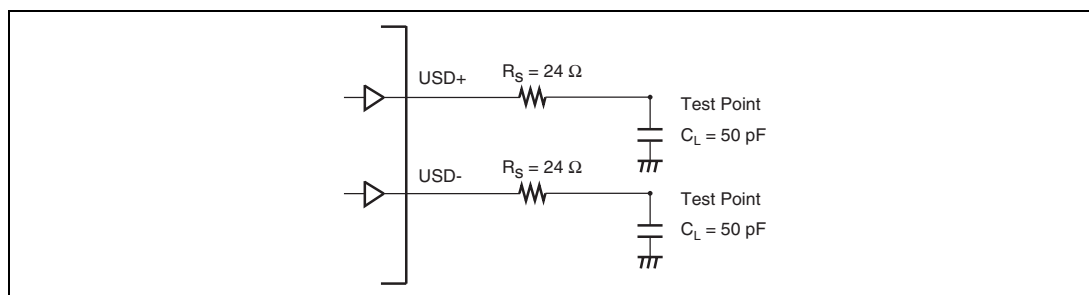 USD+
R_S = 24 Ω
Test Point
C_L = 50 pF
USD-
R_S = 24 Ω
Test Point
C_L = 50 pF